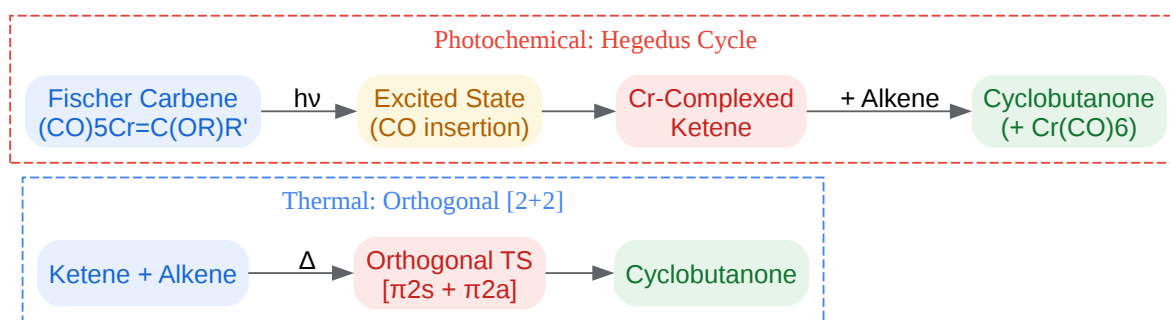 Photochemical: Hegedus Cycle
Fischer Carbene
(CO)5Cr=C(OR)R'
hν
Excited State
(CO insertion)
Cr-Complexed
Ketene
+ Alkene
Cyclobutanone
(+ Cr(CO)6)
Thermal: Orthogonal [2+2]
Ketene + Alkene
Δ
Orthogonal TS
[π2s + π2a]
Cyclobutanone